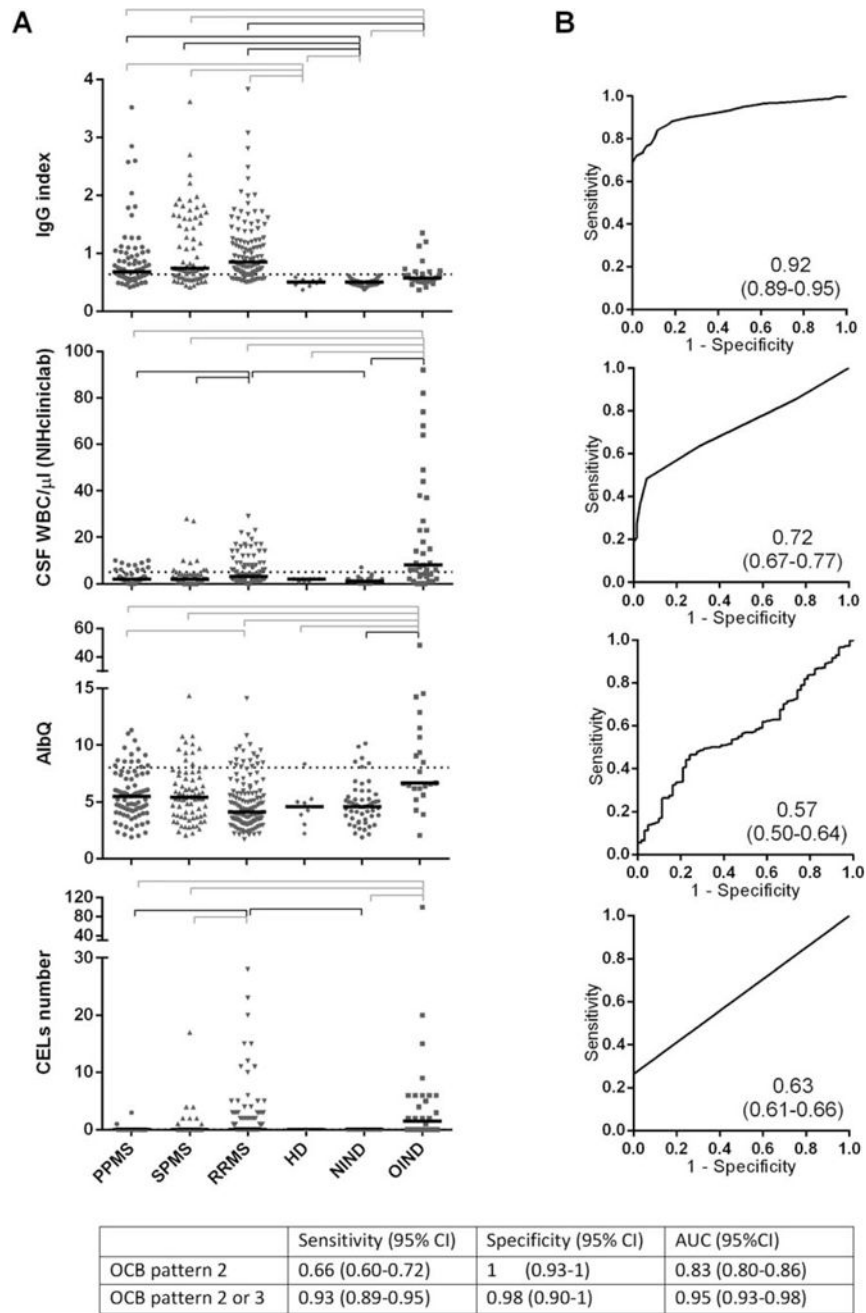 A
B
4
3
2
1
0
IgG index
1.0
0.8
0.6
0.4
0.2
0.0
Sensitivity
0.92
(0.89-0.95)
0.0 0.2 0.4 0.6 0.8 1.0
1 - Specificity
100
80
60
40
20
0
CSF WBC/µl (NIHcliniclab)
1.0
0.8
0.6
0.4
0.2
0.0
Sensitivity
0.72
(0.67-0.77)
0.0 0.2 0.4 0.6 0.8 1.0
1 - Specificity
60
40
15
10
5
0
AlbQ
1.0
0.8
0.6
0.4
0.2
0.0
Sensitivity
0.57
(0.50-0.64)
0.0 0.2 0.4 0.6 0.8 1.0
1 - Specificity
120
90
60
30
30
20
10
0
CELs number
PPMS SPMS RRMS HD NIND OIND
1.0
0.8
0.6
0.4
0.2
0.0
Sensitivity
0.63
(0.61-0.66)
0.0 0.2 0.4 0.6 0.8 1.0
1 - Specificity
Sensitivity (95% CI) Specificity (95% CI) AUC (95%CI)
OCB pattern 2 0.66 (0.60-0.72) 1 (0.93-1) 0.83 (0.80-0.86)
OCB pattern 2 or 3 0.93 (0.89-0.95) 0.98 (0.90-1) 0.95 (0.93-0.98)